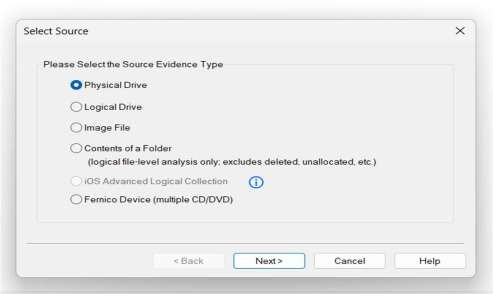 Select Source
Please Select the Source Evidence Type
Physical Drive
Logical Drive
Image File
Contents of a Folder
(logical file-level analysis only; excludes deleted, unallocated, etc.)
iOS Advanced Logical Collection
Fernico Device (multiple CD/DVD)
< Back Next > Cancel Help